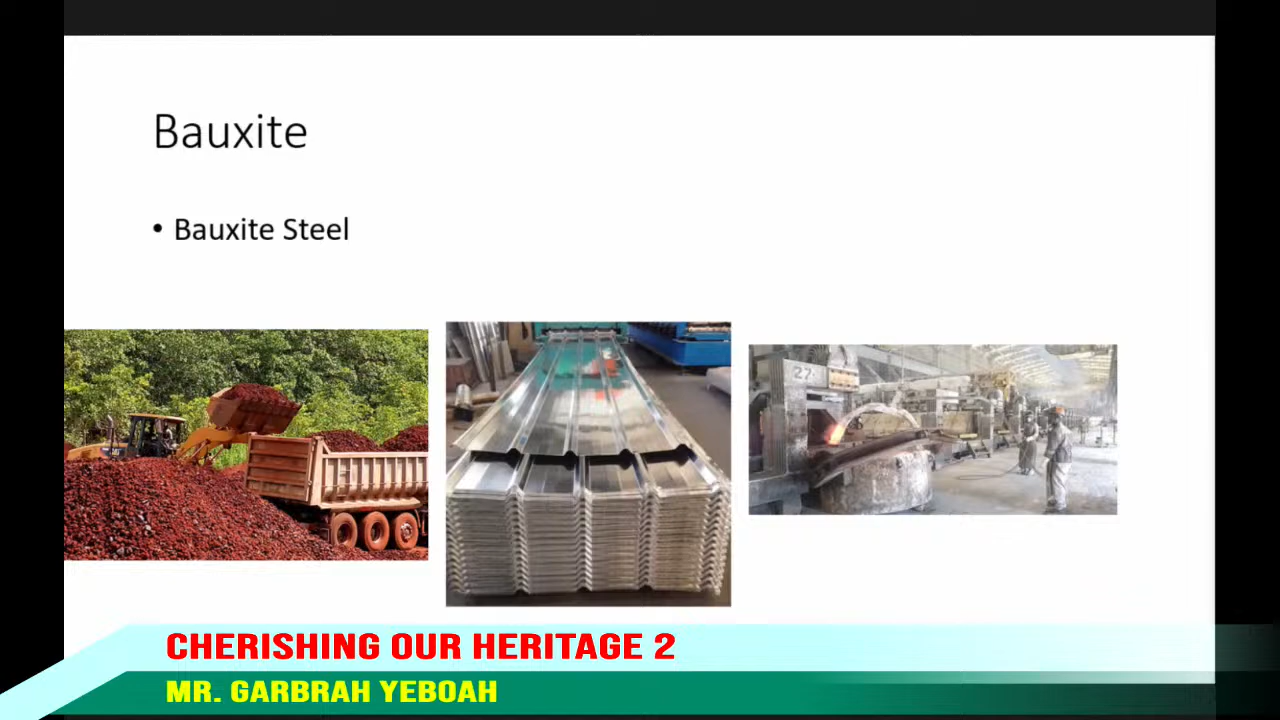 Bauxite
• Bauxite Steel
27
CHERISHING OUR HERITAGE 2
MR. GARBRAH YEBOAH